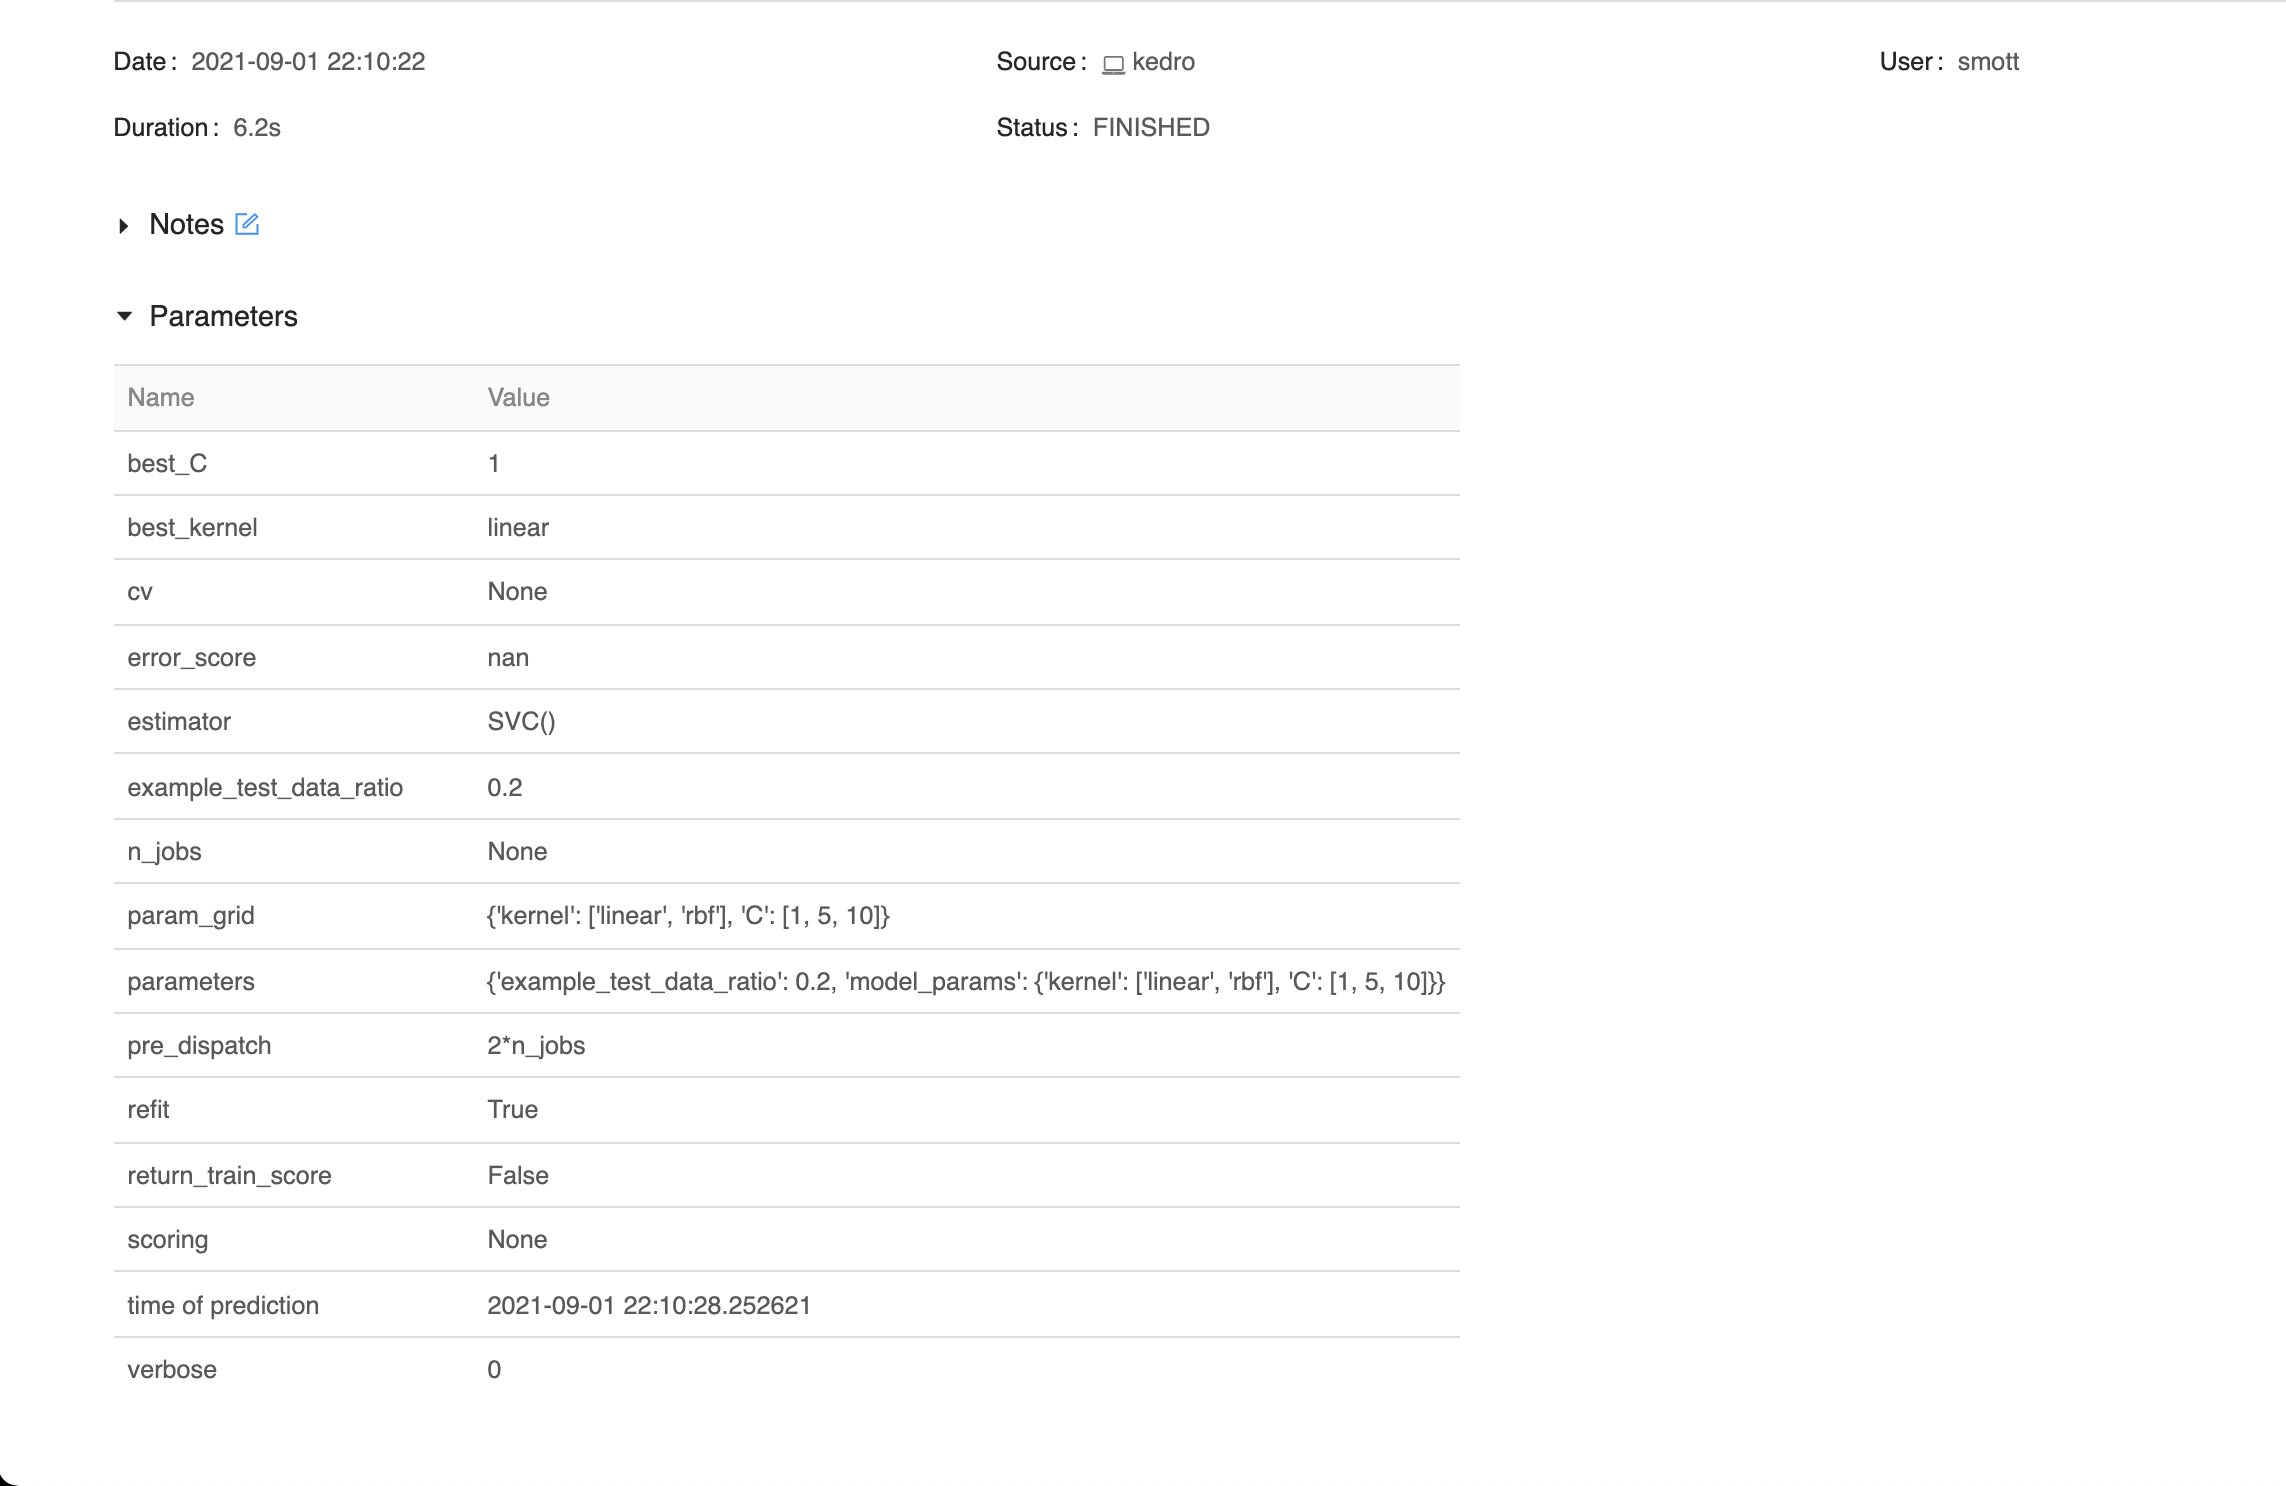 Date: 2021-09-01 22:10:22 Source: kedro User: smott
Duration: 6.2s Status: FINISHED
Notes
Parameters
Name Value
best_C 1
best_kernel linear
cv None
error_score nan
estimator SVC()
example_test_data_ratio 0.2
n_jobs None
param_grid {'kernel': ['linear', 'rbf'], 'C': [1, 5, 10]}
parameters {'example_test_data_ratio': 0.2, 'model_params': {'kernel': ['linear', 'rbf'], 'C': [1, 5, 10]}}
pre_dispatch 2*n_jobs
refit True
return_train_score False
scoring None
time of prediction 2021-09-01 22:10:28.252621
verbose 0